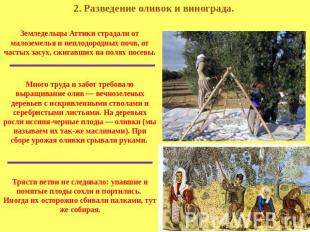 2. Разведение оливок и винограда.
Земледельцы Аттики страдали от
малоземелья и неплодородных почв, от
частых засух, сжигавших на полях посевы.
Много труда и забот требовало
выращивание олив — вечнозеленых
деревьев с искривленными стволами и
серебристыми листьями. На деревьях
росли иссиня-черные плоды — оливки (мы
называем их так-же маслинами). При
сборе урожая оливки срывали руками.
Трясти ветви не следовало: упавшие и
помятые плоды сохли и портились.
Иногда их осторожно сбивали палками, тут
же собирая.